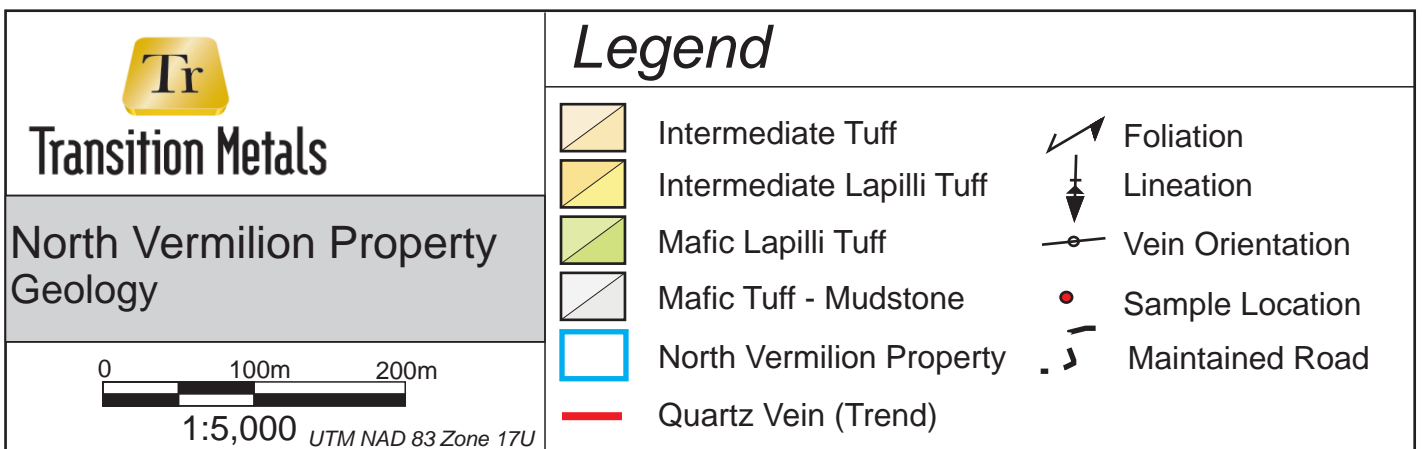 Tr
Transition Metals
North Vermilion Property
Geology
0 100m 200m
1:5,000 UTM NAD 83 Zone 17U
Legend
Intermediate Tuff
Intermediate Lapilli Tuff
Mafic Lapilli Tuff
Mafic Tuff - Mudstone
North Vermilion Property
Quartz Vein (Trend)
Foliation
Lineation
Vein Orientation
Sample Location
Maintained Road